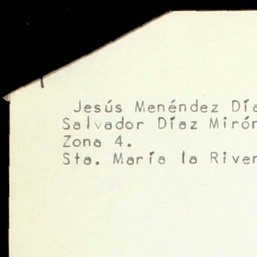 Jesús Menéndez Día
Salvador Díaz Mirón
Zona 4.
Sta. María la River